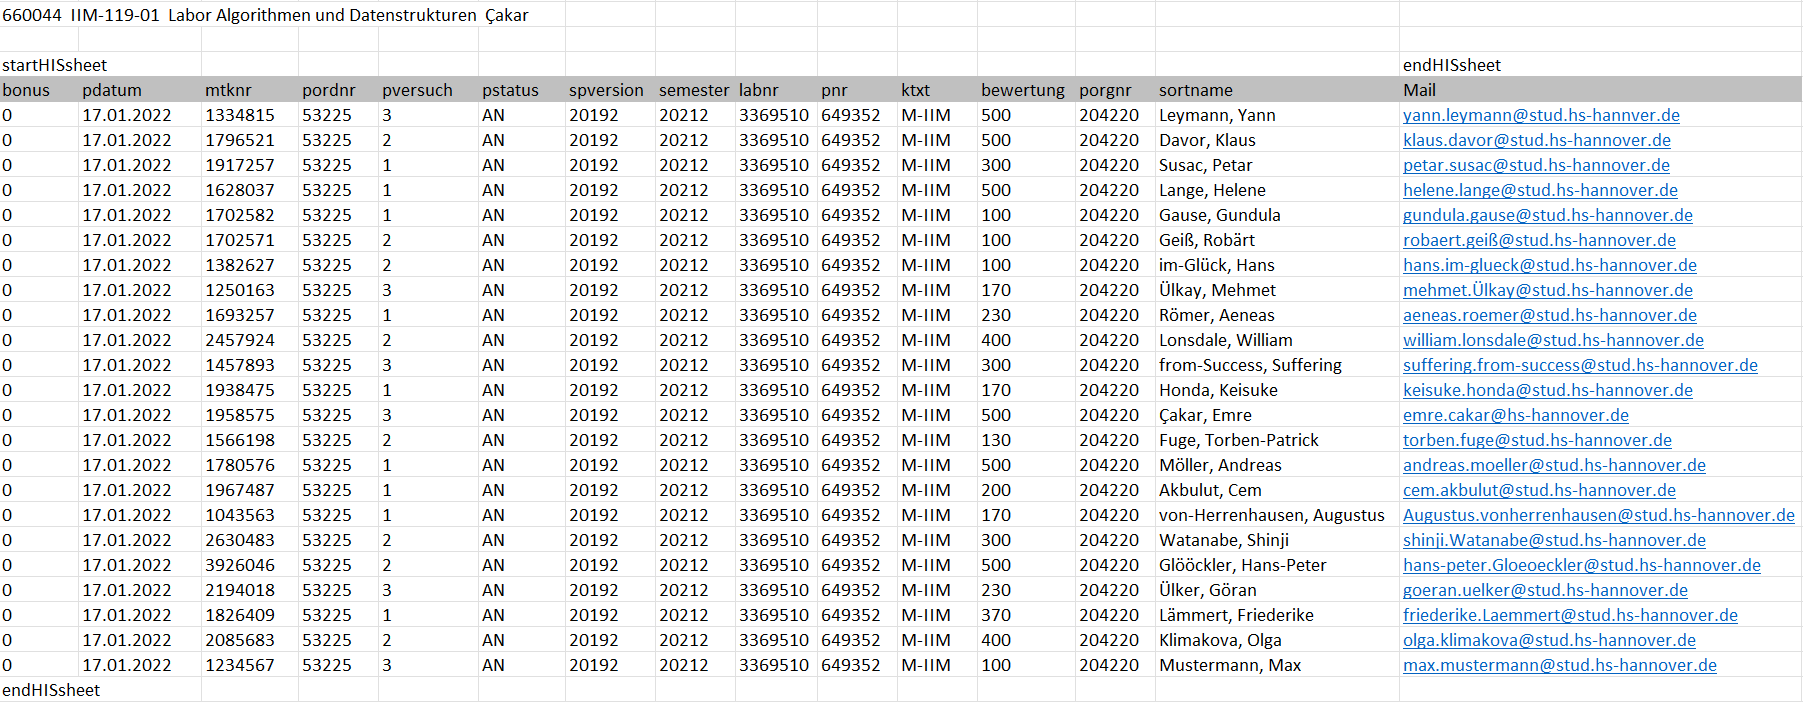 660044  IIM-119-01  Labor Algorithmen und Datenstrukturen  Çakar
startHISsheet endHISsheet
bonus pdatum mtknr pordnr pversuch pstatus spversion semester labnr pnr ktxt bewertung porgnr sortname Mail
0 17.01.2022 1334815 53225 3 AN 20192 20212 3369510 649352 M-IIM 500 204220 Leymann, Yann yann.leymann@stud.hs-hannver.de
0 17.01.2022 1796521 53225 2 AN 20192 20212 3369510 649352 M-IIM 500 204220 Davor, Klaus klaus.davor@stud.hs-hannover.de
0 17.01.2022 1917257 53225 1 AN 20192 20212 3369510 649352 M-IIM 300 204220 Susac, Petar petar.susac@stud.hs-hannover.de
0 17.01.2022 1628037 53225 1 AN 20192 20212 3369510 649352 M-IIM 500 204220 Lange, Helene helene.lange@stud.hs-hannover.de
0 17.01.2022 1702582 53225 1 AN 20192 20212 3369510 649352 M-IIM 100 204220 Gause, Gundula gundula.gause@stud.hs-hannover.de
0 17.01.2022 1702571 53225 2 AN 20192 20212 3369510 649352 M-IIM 100 204220 Geiß, Robärt robaert.geiß@stud.hs-hannover.de
0 17.01.2022 1382627 53225 2 AN 20192 20212 3369510 649352 M-IIM 100 204220 im-Glück, Hans hans.im-glueck@stud.hs-hannover.de
0 17.01.2022 1250163 53225 3 AN 20192 20212 3369510 649352 M-IIM 170 204220 Ülkay, Mehmet mehmet.Ülkay@stud.hs-hannover.de
0 17.01.2022 1693257 53225 1 AN 20192 20212 3369510 649352 M-IIM 230 204220 Römer, Aeneas aeneas.roemer@stud.hs-hannover.de
0 17.01.2022 2457924 53225 2 AN 20192 20212 3369510 649352 M-IIM 400 204220 Lonsdale, William william.lonsdale@stud.hs-hannover.de
0 17.01.2022 1457893 53225 3 AN 20192 20212 3369510 649352 M-IIM 300 204220 from-Success, Suffering suffering.from-success@stud.hs-hannover.de
0 17.01.2022 1938475 53225 1 AN 20192 20212 3369510 649352 M-IIM 170 204220 Honda, Keisuke keisuke.honda@stud.hs-hannover.de
0 17.01.2022 1958575 53225 3 AN 20192 20212 3369510 649352 M-IIM 500 204220 Çakar, Emre emre.cakar@hs-hannover.de
0 17.01.2022 1566198 53225 2 AN 20192 20212 3369510 649352 M-IIM 130 204220 Fuge, Torben-Patrick torben.fuge@stud.hs-hannover.de
0 17.01.2022 1780576 53225 1 AN 20192 20212 3369510 649352 M-IIM 500 204220 Möller, Andreas andreas.moeller@stud.hs-hannover.de
0 17.01.2022 1967487 53225 1 AN 20192 20212 3369510 649352 M-IIM 200 204220 Akbulut, Cem cem.akbulut@stud.hs-hannover.de
0 17.01.2022 1043563 53225 1 AN 20192 20212 3369510 649352 M-IIM 170 204220 von-Herrenhausen, Augustus Augustus.vonherrenhausen@stud.hs-hannover.de
0 17.01.2022 2630483 53225 2 AN 20192 20212 3369510 649352 M-IIM 300 204220 Watanabe, Shinji shinji.Watanabe@stud.hs-hannover.de
0 17.01.2022 3926046 53225 2 AN 20192 20212 3369510 649352 M-IIM 500 204220 Glööckler, Hans-Peter hans-peter.Gloeoeckler@stud.hs-hannover.de
0 17.01.2022 2194018 53225 3 AN 20192 20212 3369510 649352 M-IIM 230 204220 Ülker, Göran goeran.uelker@stud.hs-hannover.de
0 17.01.2022 1826409 53225 1 AN 20192 20212 3369510 649352 M-IIM 370 204220 Lämmert, Friederike friederike.Laemmert@stud.hs-hannover.de
0 17.01.2022 2085683 53225 2 AN 20192 20212 3369510 649352 M-IIM 400 204220 Klimakova, Olga olga.klimakova@stud.hs-hannover.de
0 17.01.2022 1234567 53225 3 AN 20192 20212 3369510 649352 M-IIM 100 204220 Mustermann, Max max.mustermann@stud.hs-hannover.de
endHISsheet